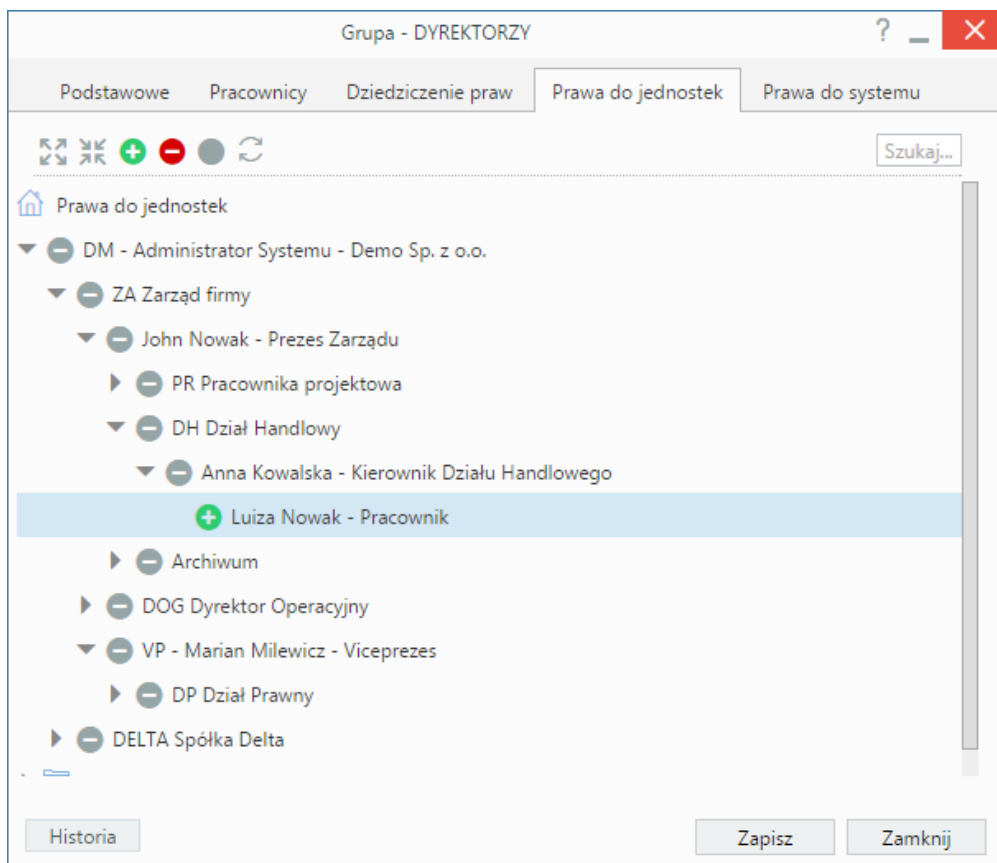 Grupa - DYREKTORZY
Podstawowe Pracownicy Dziedziczenie praw Prawa do jednostek Prawa do systemu
Szukaj...
Prawa do jednostek
DM - Administrator Systemu - Demo Sp. z o.o.
ZA Zarząd firmy
John Nowak - Prezes Zarządu
PR Pracownika projektowa
DH Dział Handlowy
Anna Kowalska - Kierownik Działu Handlowego
Luiza Nowak - Pracownik
Archiwum
DOG Dyrektor Operacyjny
VP - Marian Milewicz - Viceprezes
DP Dział Prawny
DELTA Spółka Delta
Historia Zapisz Zamknij